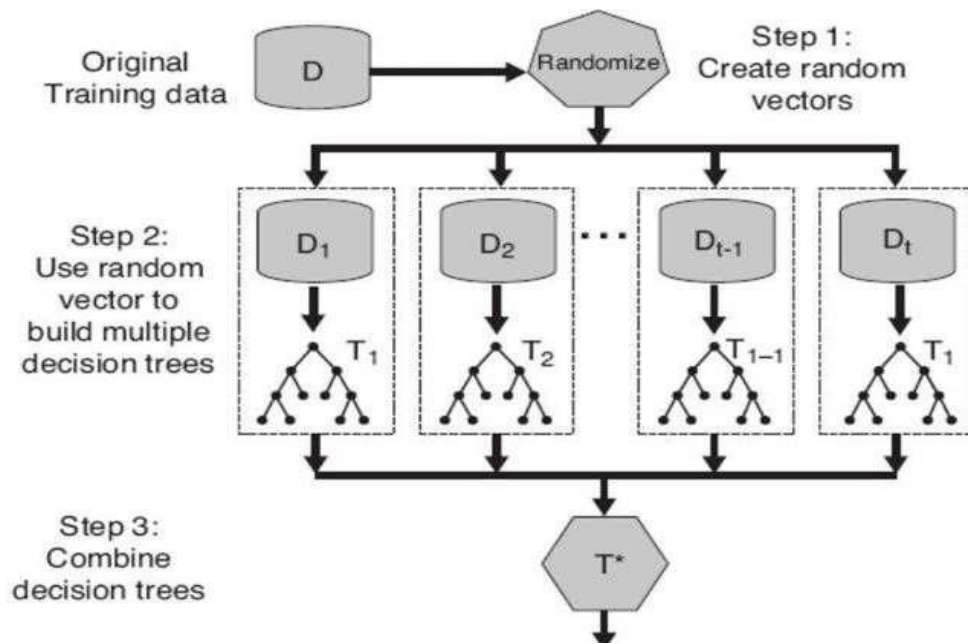 Original
Training data
D
Randomize
Step 1:
Create random
vectors
Step 2:
Use random
vector to
build multiple
decision trees
D₁
D₂
...
Dₜ₋₁
Dₜ
T₁
T₂
T₁₋₁
T₁
Step 3:
Combine
decision trees
T*